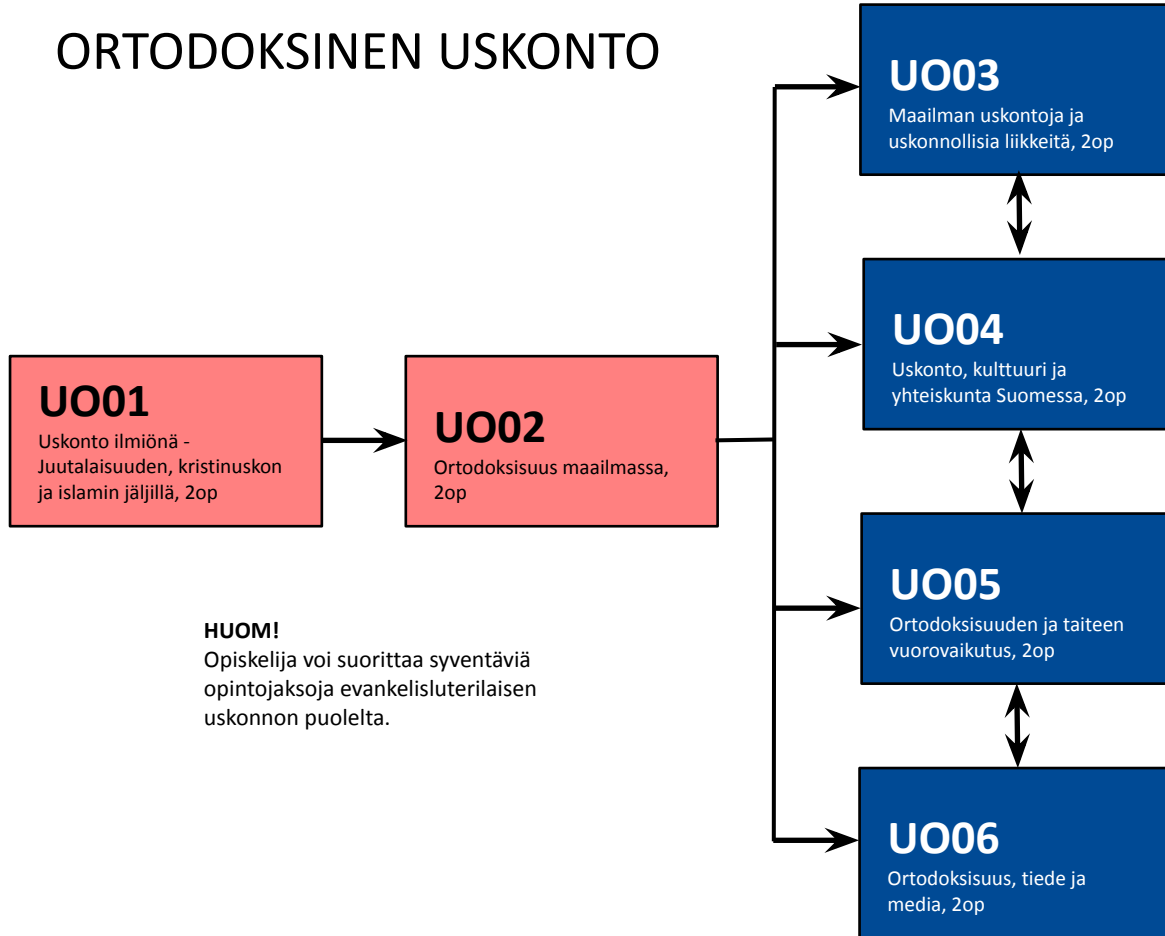 ORTODOKSINEN USKONTO
UO01
Uskonto ilmiönä -
Juutalaisuuden, kristinuskon
ja islamin jäljillä, 2op
UO02
Ortodoksisuus maailmassa,
2op
UO03
Maailman uskontoja ja
uskonnollisia liikkeitä, 2op
UO04
Uskonto, kulttuuri ja
yhteiskunta Suomessa, 2op
UO05
Ortodoksisuuden ja taiteen
vuorovaikutus, 2op
UO06
Ortodoksisuus, tiede ja
media, 2op
HUOM!
Opiskelija voi suorittaa syventäviä
opintojaksoja evankelisluterilaisen
uskonnon puolelta.